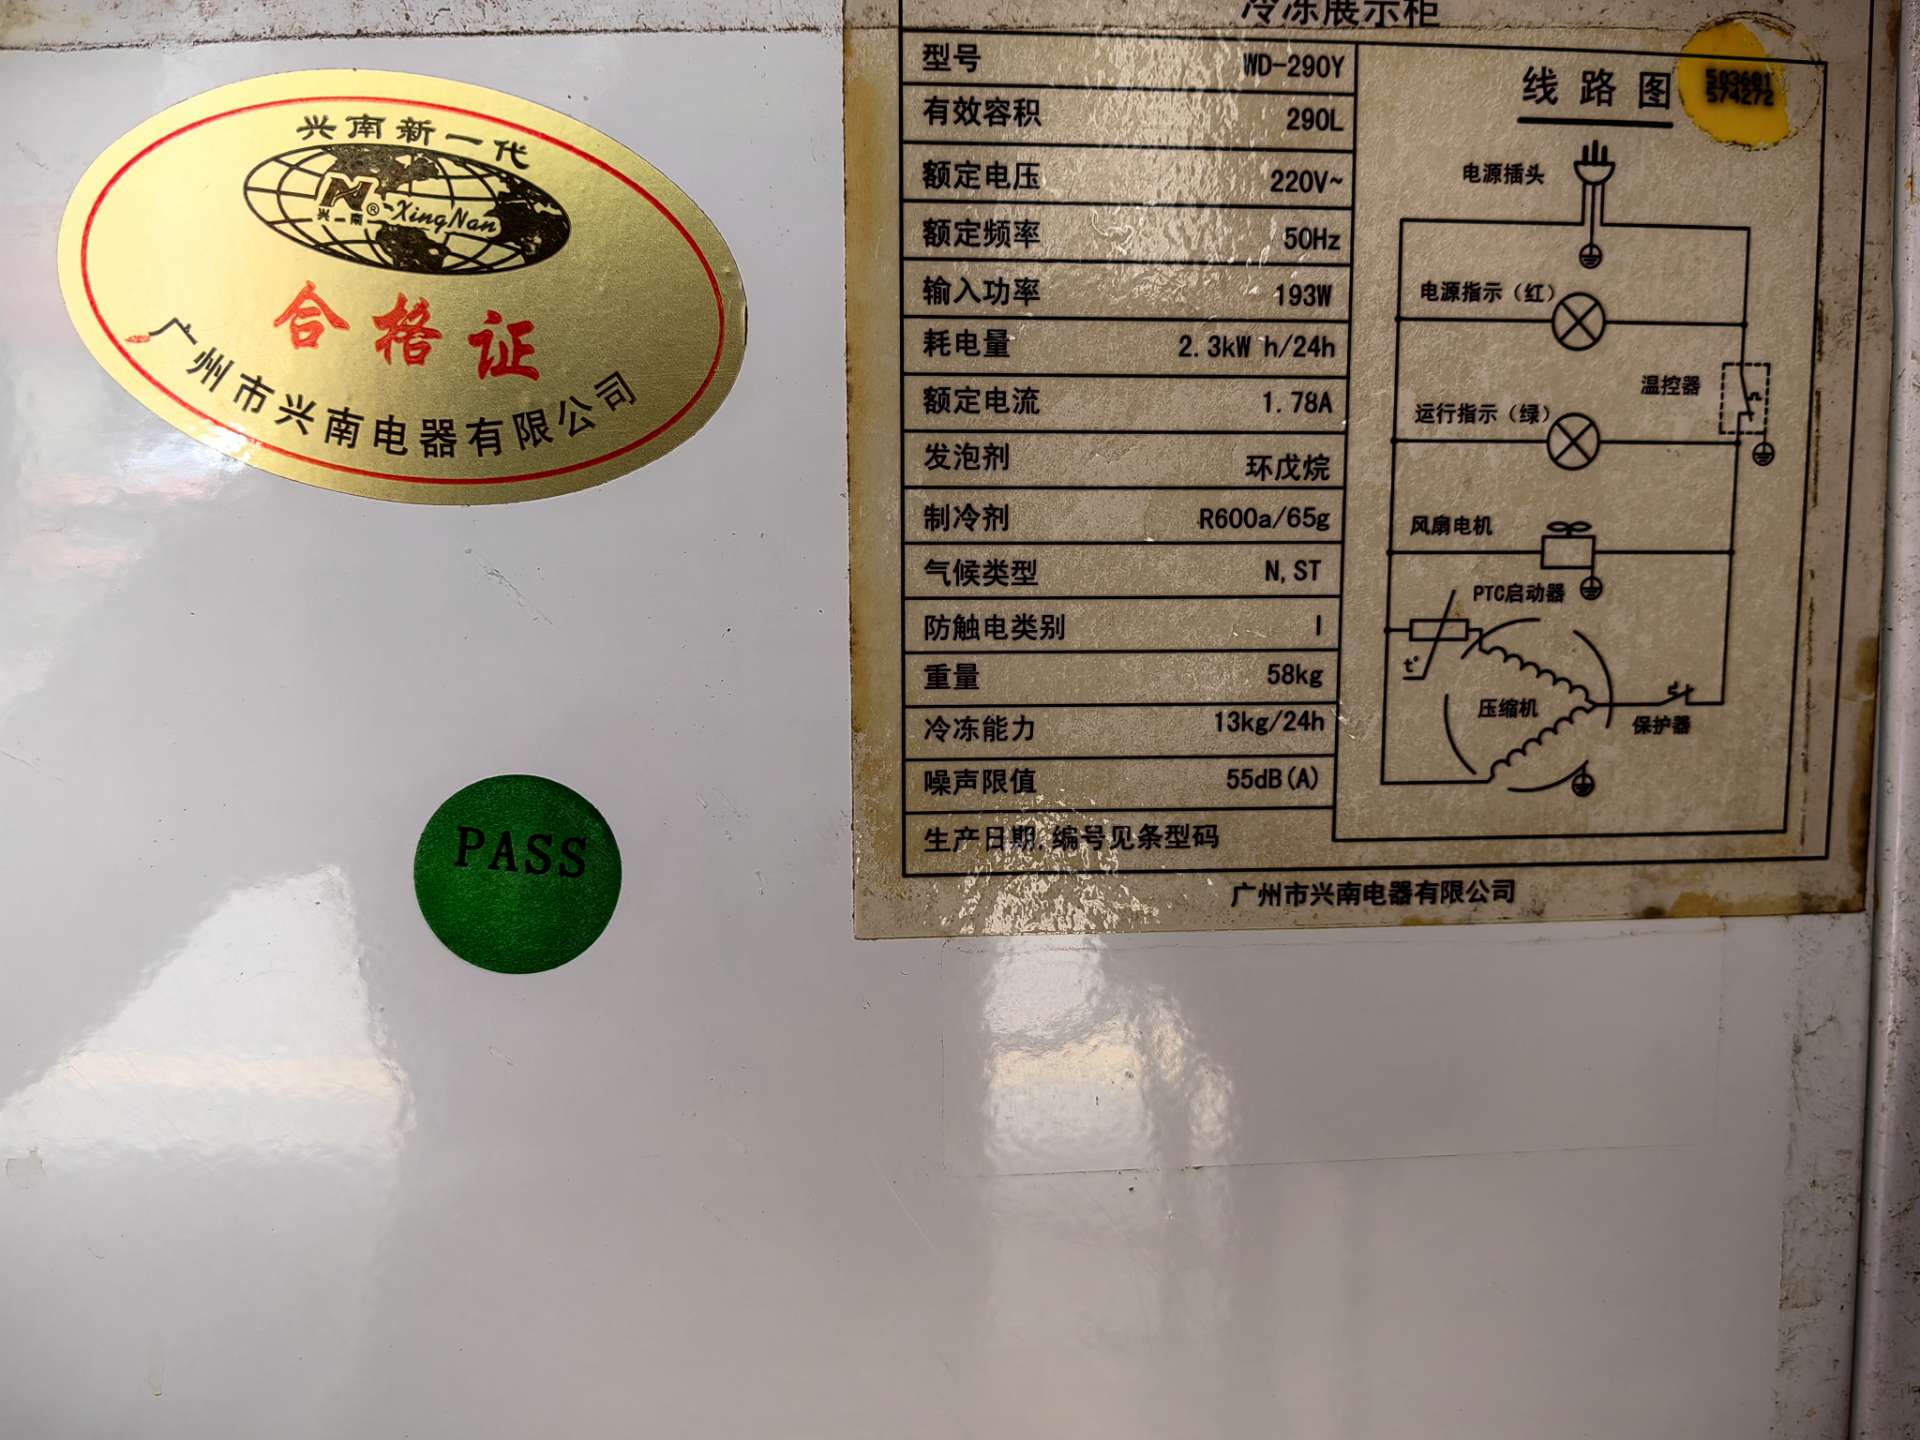 兴南新一代
兴南® XingNan
合格证
广州市兴南电器有限公司
PASS
冷冻展示柜
型号 WD-290Y
有效容积 290L
额定电压 220V~
额定频率 50Hz
输入功率 193W
耗电量 2.3kW h/24h
额定电流 1.78A
发泡剂 环戊烷
制冷剂 R600a/65g
气候类型 N,ST
防触电类别 I
重量 58kg
冷冻能力 13kg/24h
噪声限值 55dB(A)
生产日期,编号见条型码
线路图
503681
574272
电源插头
电源指示（红）
温控器
运行指示（绿）
风扇电机
PTC启动器
t°
压缩机
保护器
广州市兴南电器有限公司